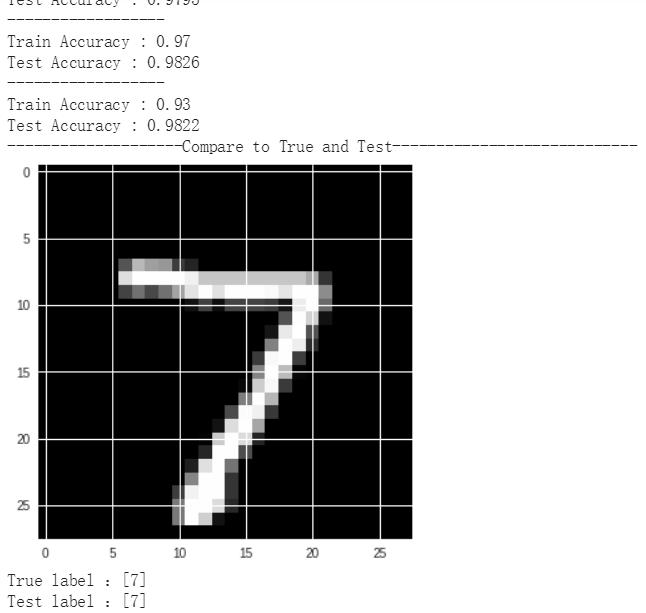 Test Accuracy : 0.9795
------------------
Train Accuracy : 0.97
Test Accuracy : 0.9826
------------------
Train Accuracy : 0.93
Test Accuracy : 0.9822
--------------------Compare to True and Test----------------------------
0
5
10
15
20
25
7
0 5 10 15 20 25
True label : [7]
Test label : [7]